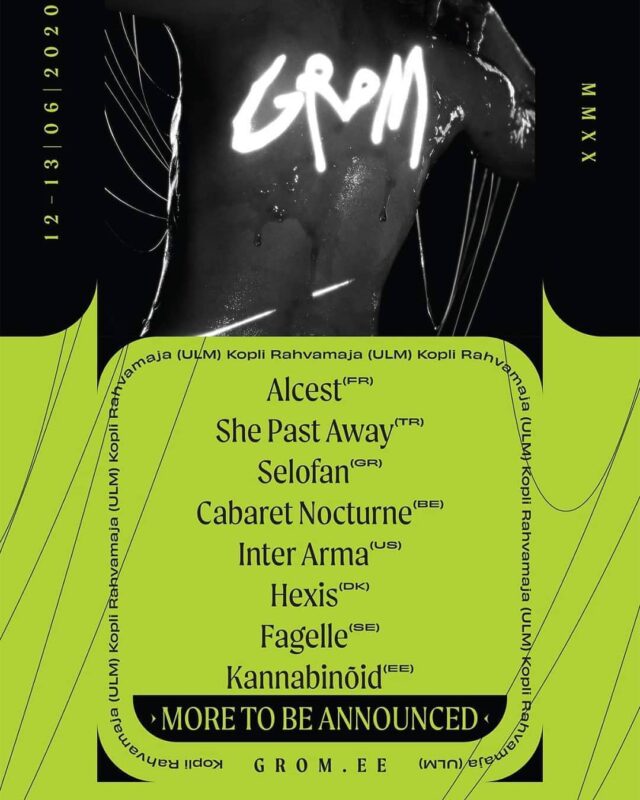 12–13|06|2020
GROM
MMXX
Kopli Rahvamaja (ULM) Kopli Rahvamaja (ULM) Kopli Rahvamaja (ULM) Kopli Rahvamaja (ULM) Kopli Rahvamaja (ULM) Kopli Rahvamaja (ULM) Kopli Rahvamaja (ULM)
Alcest(FR)
She Past Away(TR)
Selofan(GR)
Cabaret Nocturne(BE)
Inter Arma(US)
Hexis(DK)
Fagelle(SE)
Kannabinõid(EE)
›MORE TO BE ANNOUNCED‹
GROM.EE